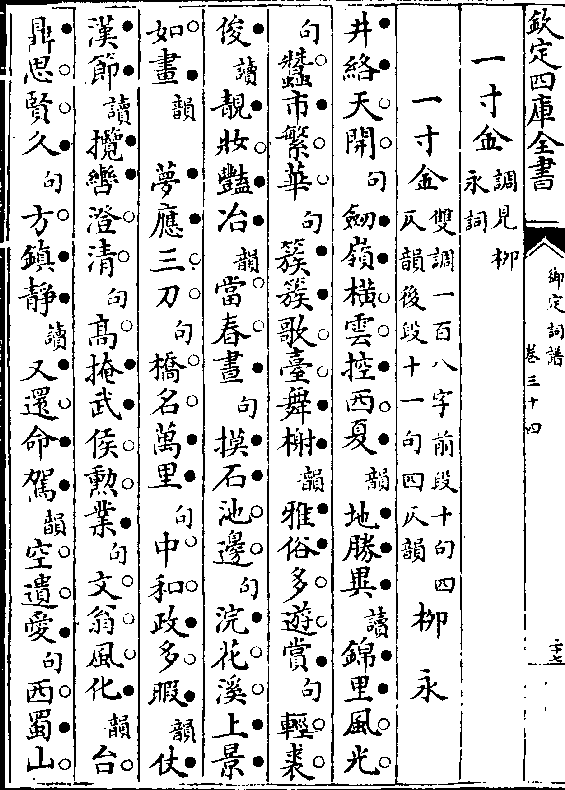 欽定四庫全書
御定詞譜
卷三十四
一寸金
調見柳
永詞
一寸金
雙調一百八字前段十句四
仄韻後段十一句四仄韻
柳永
井絡天開句劒嶺橫雲控西夏韻地勝異讀錦里風光
句蠶市繁華句簇簇歌臺舞榭韻雅俗多遊賞句輕裘
俊讀靚妝豔冶韻當春晝句摸石池邊句浣花溪上景
如畫韻 夢應三刀句橋名萬里句中和政多暇韻仗
漢節讀攬轡澄清句高掩武侯勲業句文翁風化韻台
鼎思賢久句方鎮靜讀又還命駕韻空遺愛句西蜀山